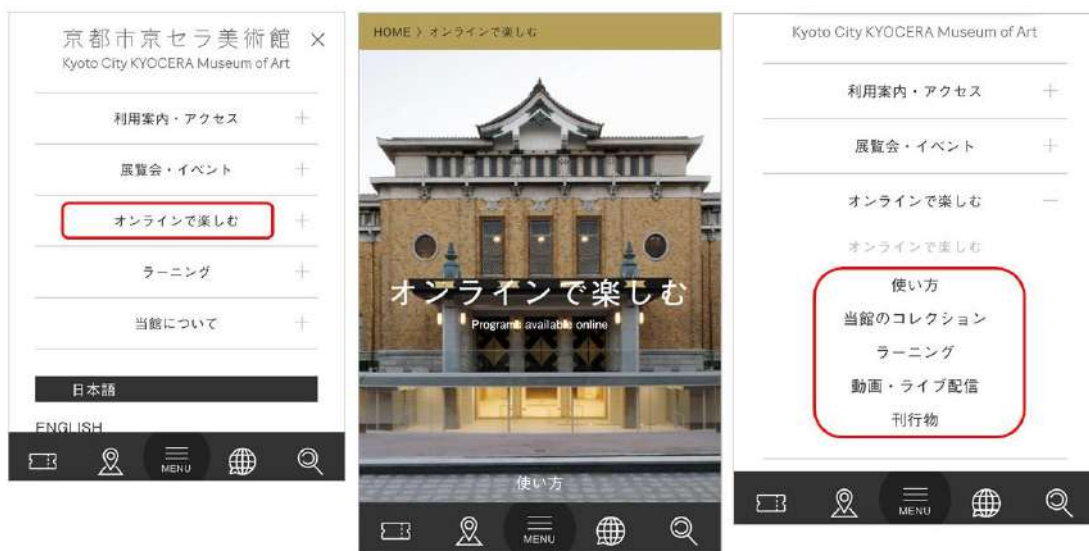 京都市京セラ美術館 ×
Kyoto City KYOCERA Museum of Art
利用案内・アクセス
展覧会・イベント
オンラインで楽しむ
ラーニング
当館について
日本語
ENGLISH
MENU
HOME 〉 オンラインで楽しむ
オンラインで楽しむ
Programs available online
使い方
MENU
Kyoto City KYOCERA Museum of Art
利用案内・アクセス
展覧会・イベント
オンラインで楽しむ
オンラインで楽しむ
使い方
当館のコレクション
ラーニング
動画・ライブ配信
刊行物
MENU